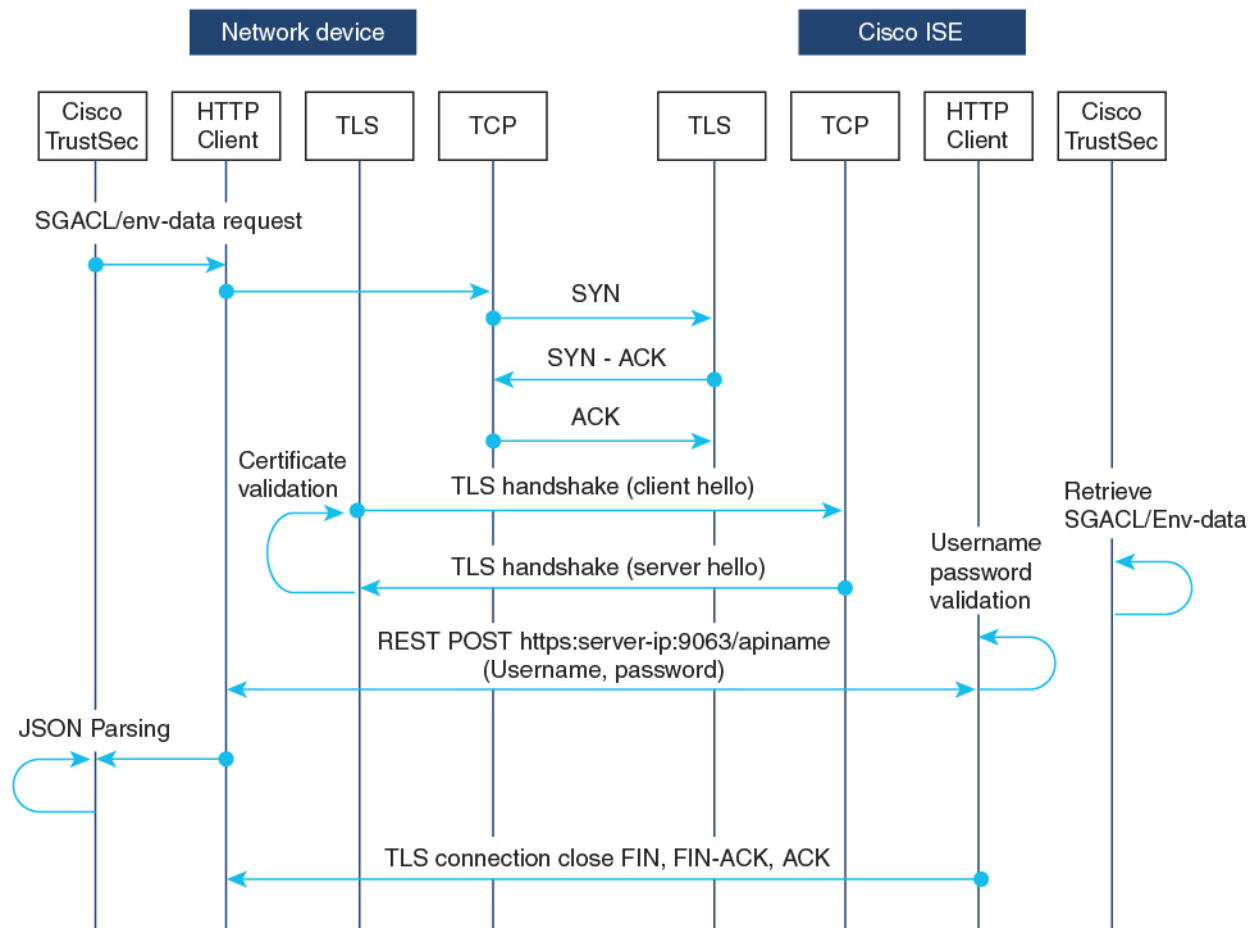 Network device
Cisco ISE
Cisco
TrustSec
HTTP
Client
TLS
TCP
TLS
TCP
HTTP
Client
Cisco
TrustSec
SGACL/env-data request
SYN
SYN - ACK
ACK
Certificate
validation
TLS handshake (client hello)
Retrieve
SGACL/Env-data
TLS handshake (server hello)
Username
password
validation
REST POST https:server-ip:9063/apiname
(Username, password)
JSON Parsing
TLS connection close FIN, FIN-ACK, ACK